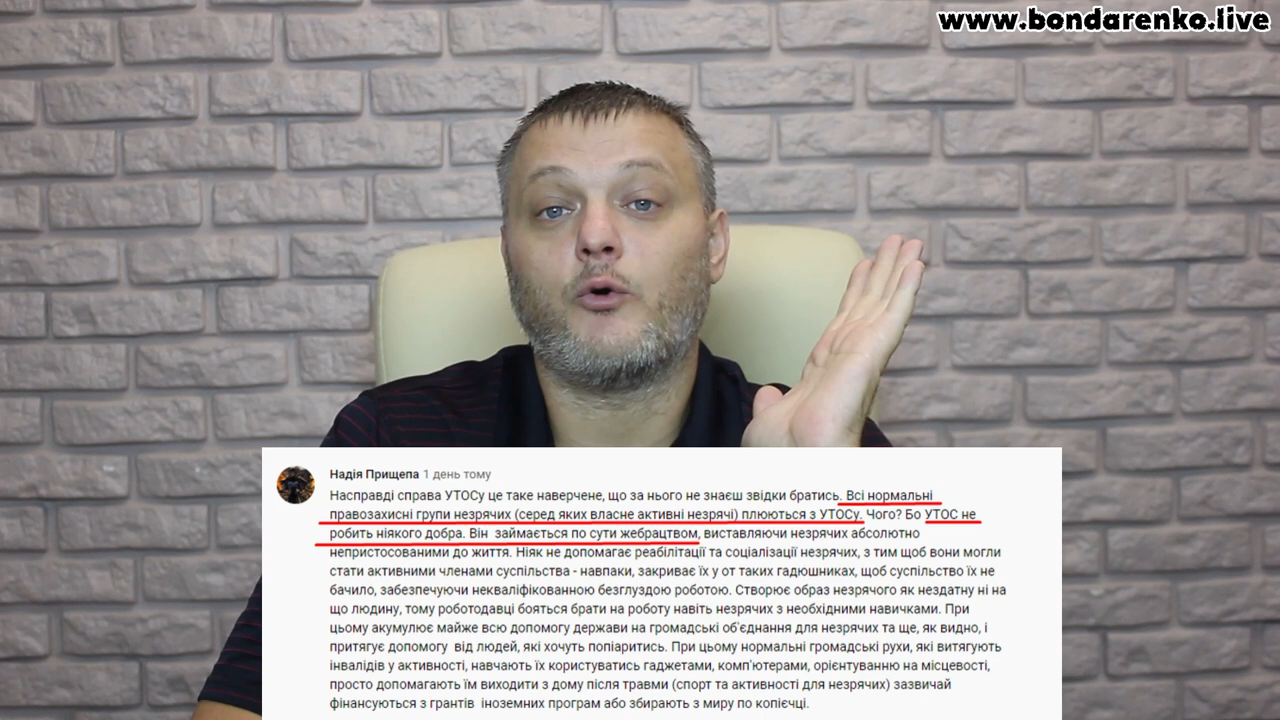 www.bondarenko.live
Надія Прищепа 1 день тому
Насправді справа УТОСу це таке наверчене, що за нього не знаєш звідки братись. Всі нормальні
правозахисні групи незрячих (серед яких власне активні незрячі) плюються з УТОСу. Чого? Бо УТОС не
робить ніякого добра. Він займається по сути жебрацтвом, виставляючи незрячих абсолютно
непристосованими до життя. Ніяк не допомагає реабілітації та соціалізації незрячих, з тим щоб вони могли
стати активними членами суспільства - навпаки, закриває їх у от таких гадюшниках, щоб суспільство їх не
бачило, забезпечуючи некваліфікованною безглуздою роботою. Створює образ незрячого як нездатну ні на
що людину, тому роботодавці бояться брати на роботу навіть незрячих з необхідними навичками. При
цьому акумулює майже всю допомогу держави на громадські об'єднання для незрячих та ще, як видно, і
притягує допомогу від людей, які хочуть попіаритись. При цьому нормальні громадські рухи, які витягують
інвалідів у активності, навчають їх користуватись гаджетами, комп'ютерами, орієнтуванню на місцевості,
просто допомагають їм виходити з дому після травми (спорт та активності для незрячих) зазвичай
фінансуються з грантів іноземних програм або збирають з миру по копієчці.